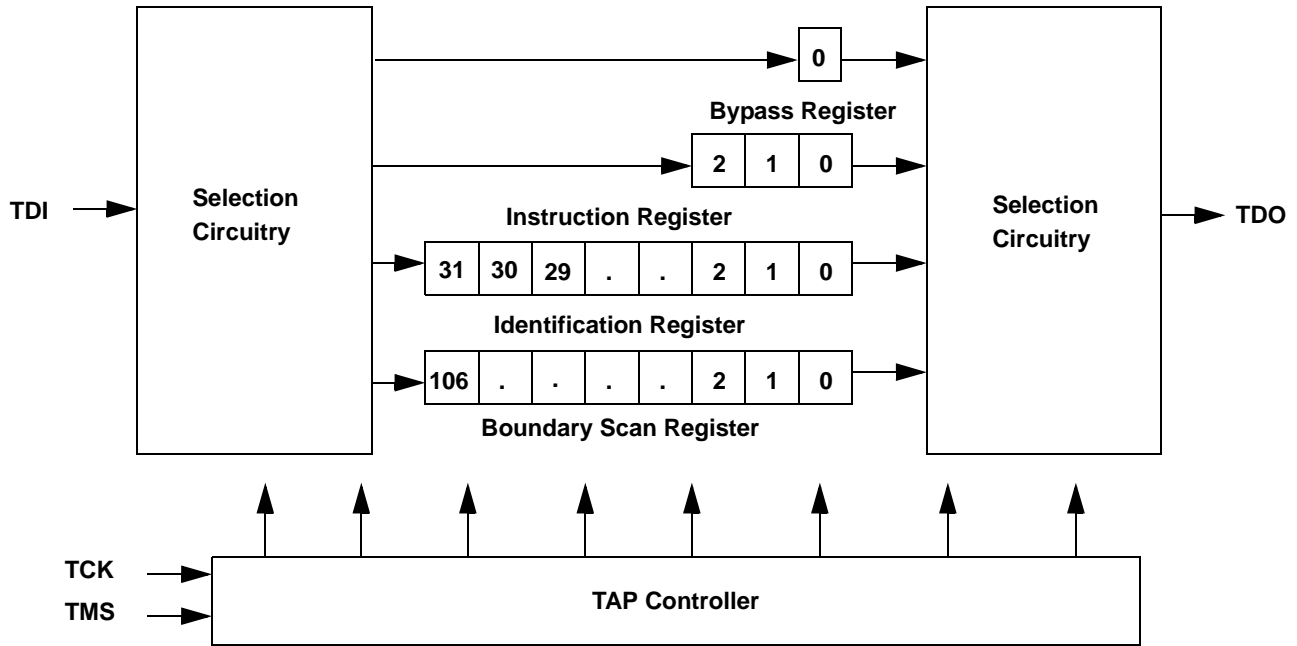 0
Bypass Register
2 1 0
Selection
Circuitry
TDI
Instruction Register
Selection
Circuitry
TDO
31 30 29 . . 2 1 0
Identification Register
106 . . . . 2 1 0
Boundary Scan Register
TCK
TMS
TAP Controller